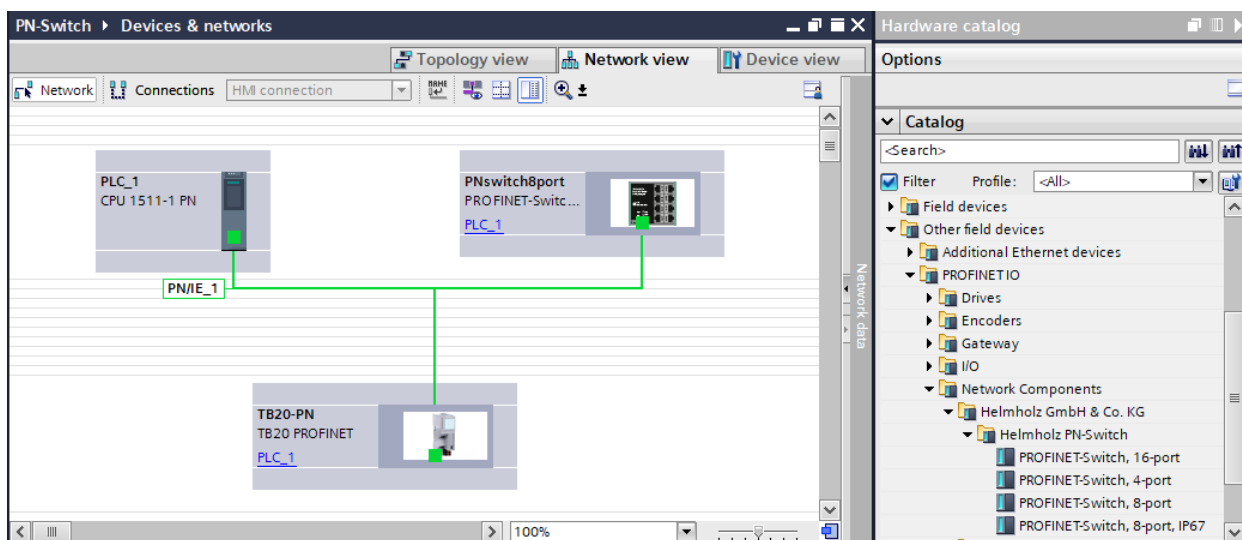 PN-Switch ▸ Devices & networks
Topology view
Network view
Device view
Network
Connections
HMI connection
PLC_1
CPU 1511-1 PN
PNswitch8port
PROFINET-Switc...
PLC_1
PN/IE_1
TB20-PN
TB20 PROFINET
PLC_1
100%
Network data
Hardware catalog
Options
Catalog
<Search>
Filter
Profile:
<All>
Field devices
Other field devices
Additional Ethernet devices
PROFINET IO
Drives
Encoders
Gateway
I/O
Network Components
Helmholz GmbH & Co. KG
Helmholz PN-Switch
PROFINET-Switch, 16-port
PROFINET-Switch, 4-port
PROFINET-Switch, 8-port
PROFINET-Switch, 8-port, IP67